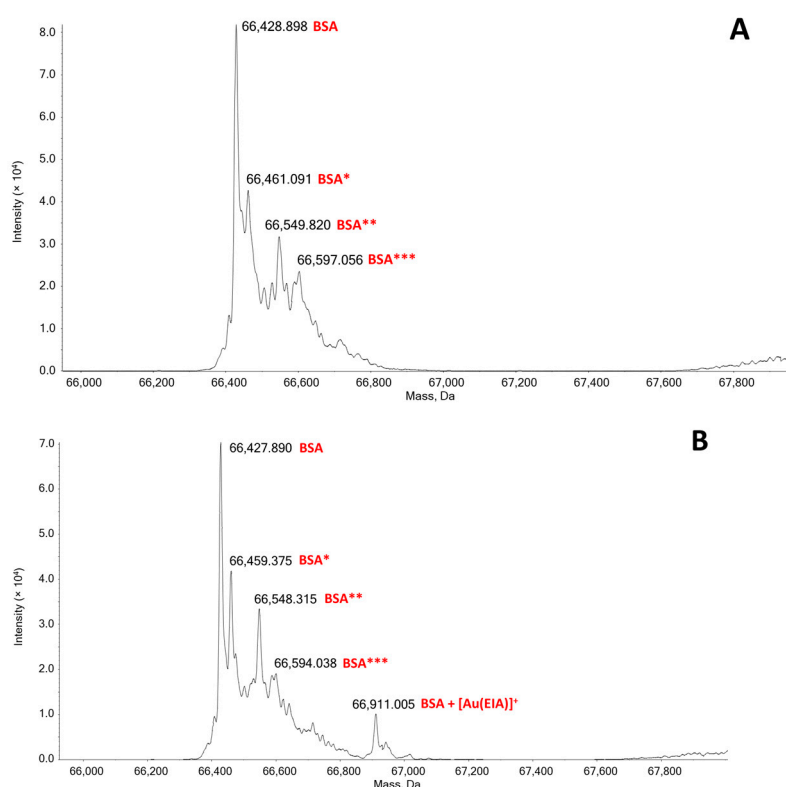 A
66,428.898 BSA
66,461.091 BSA*
66,549.820 BSA**
66,597.056 BSA***
Intensity (× 10⁴)
8.0
7.0
6.0
5.0
4.0
3.0
2.0
1.0
0.0
66,000 66,200 66,400 66,600 66,800 67,000 67,200 67,400 67,600 67,800
Mass, Da
B
66,427.890 BSA
66,459.375 BSA*
66,548.315 BSA**
66,594.038 BSA***
66,911.005 BSA + [Au(EIA)]⁺
Intensity (× 10⁴)
7.0
6.0
5.0
4.0
3.0
2.0
1.0
0.0
66,000 66,200 66,400 66,600 66,800 67,000 67,200 67,400 67,600 67,800
Mass, Da